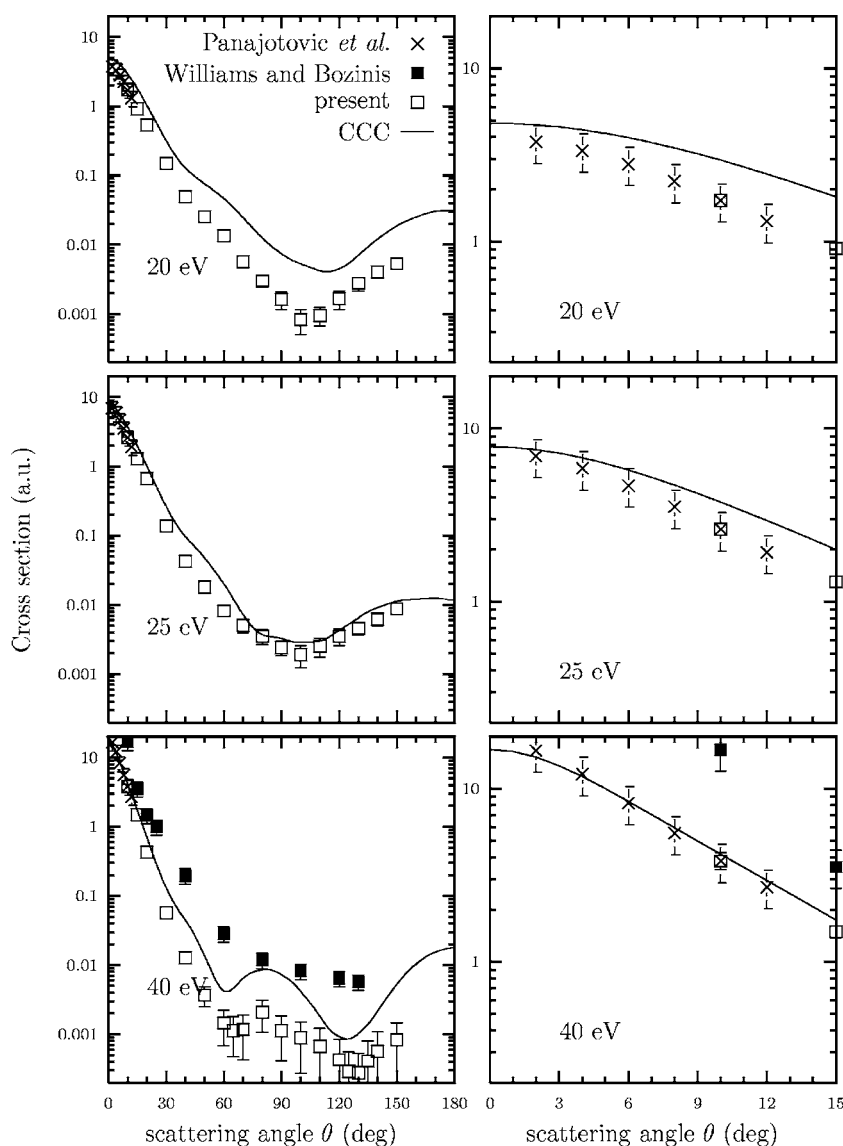 Panajotovic et al.
Williams and Bozinis
present
CCC
10
1
0.1
0.01
0.001
20 eV
10
1
20 eV
10
1
0.1
0.01
0.001
25 eV
10
1
25 eV
10
1
0.1
0.01
0.001
40 eV
10
1
40 eV
0 30 60 90 120 150 180
0 3 6 9 12 15
scattering angle θ (deg)
scattering angle θ (deg)
Cross section (a.u.)